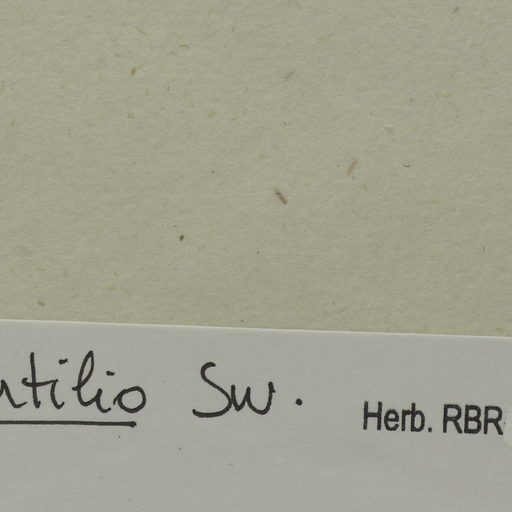 ntilio Sw.
Herb. RBR